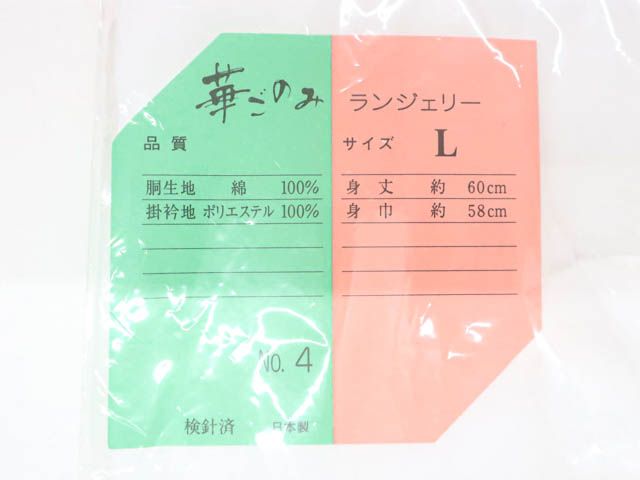 華ごのみ
品質
胴生地 綿 100%
掛衿地 ポリエステル 100%
NO. 4
検針済 日本製
ランジェリー
サイズ L
身丈 約 60cm
身巾 約 58cm